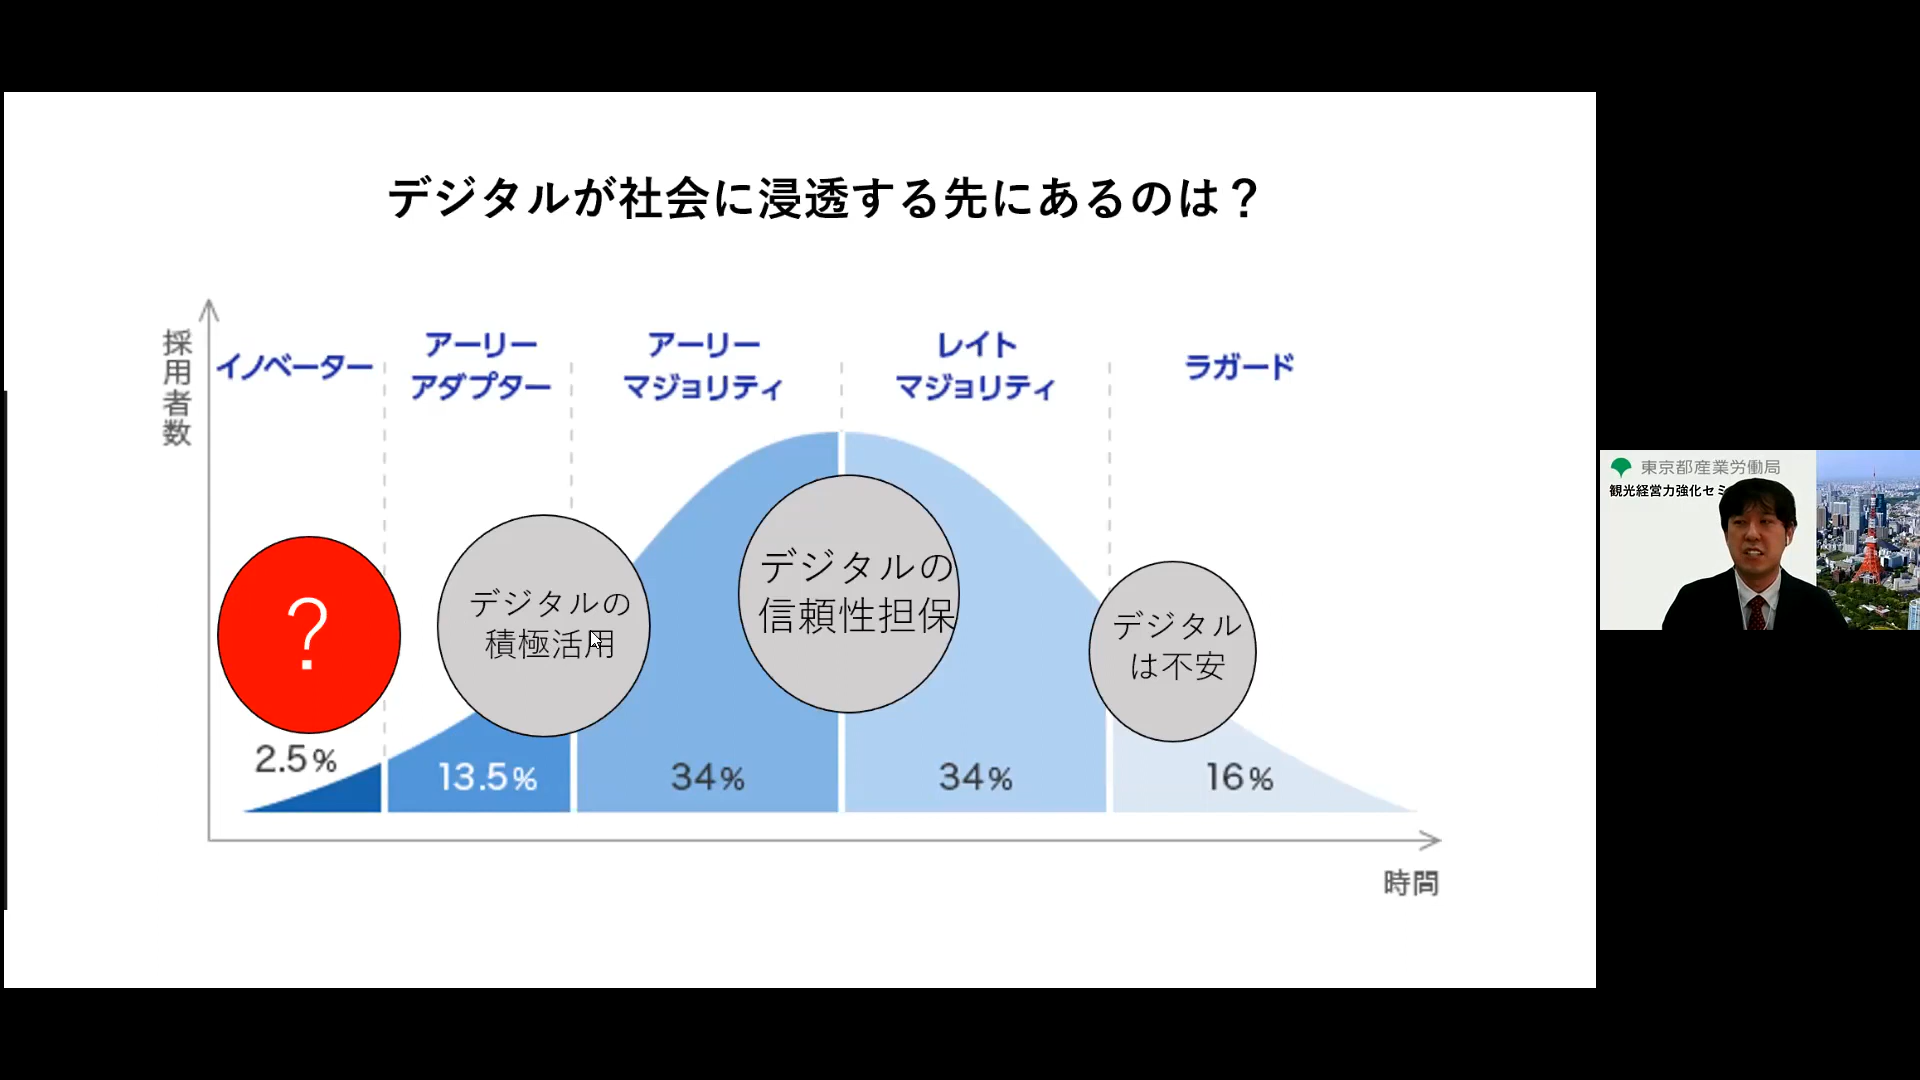 デジタルが社会に浸透する先にあるのは？
採用者数
イノベーター
アーリー
アダプター
アーリー
マジョリティ
レイト
マジョリティ
ラガード
?
デジタルの
積極活用
デジタルの
信頼性担保
デジタル
は不安
2.5%
13.5%
34%
34%
16%
時間
東京都産業労働局
観光経営力強化セミ